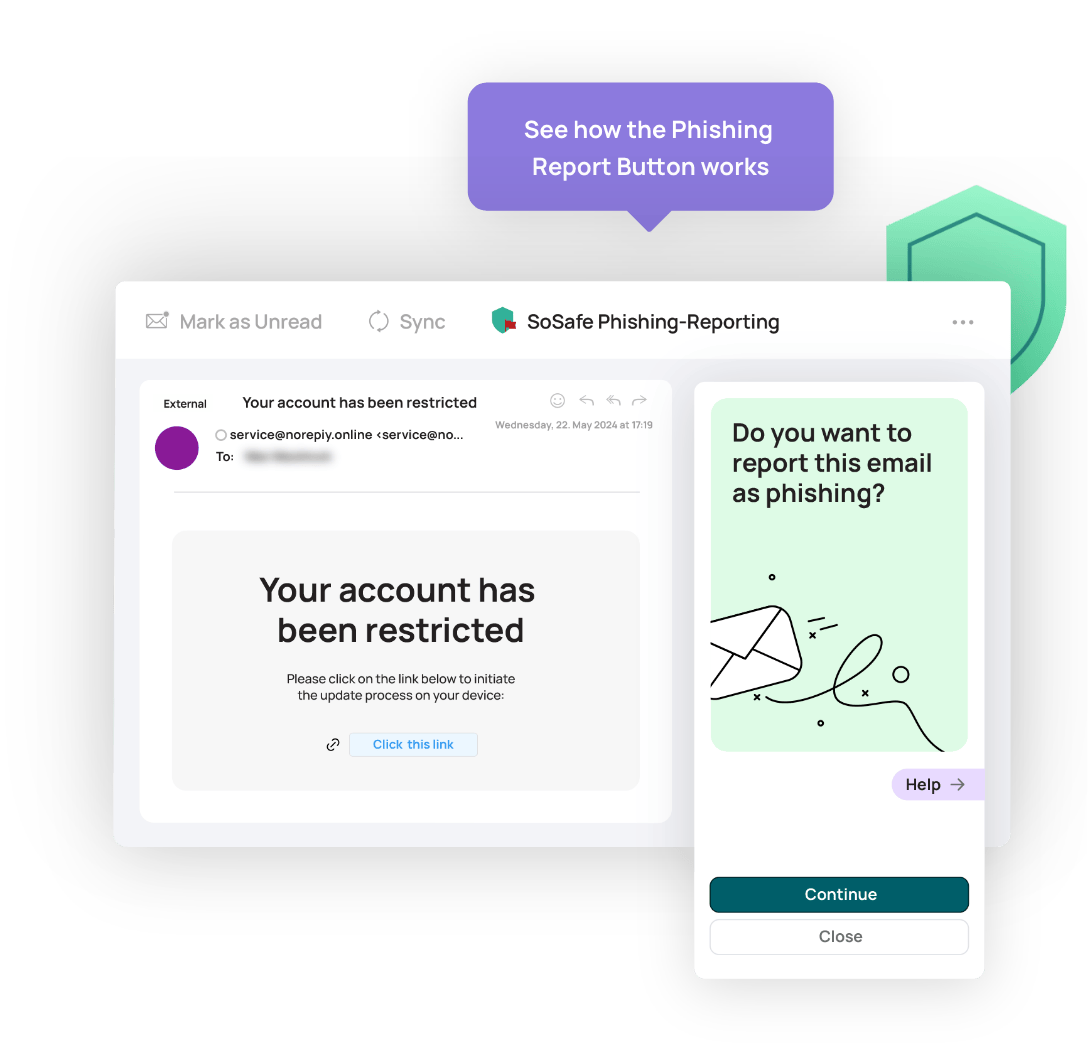 See how the Phishing
Report Button works
Mark as Unread
Sync
SoSafe Phishing-Reporting
External
Your account has been restricted
Wednesday, 22. May 2024 at 17:19
service@norepiy.online <service@no...
To:
Your account has
been restricted
Please click on the link below to initiate
the update process on your device:
Click this link
Do you want to
report this email
as phishing?
Help
Continue
Close